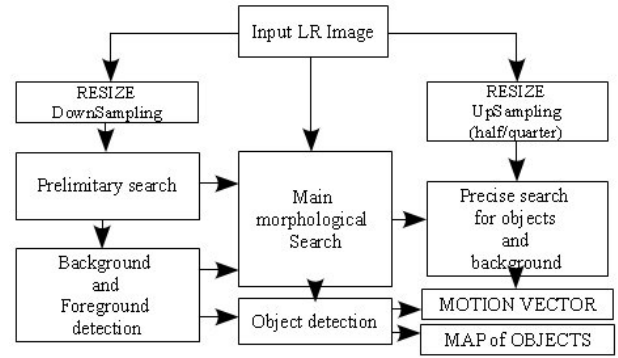 Input LR Image
RESIZE
DownSampling
RESIZE
UpSampling
(half/quarter)
Prelimitary search
Main
morphological
Search
Precise search
for objects
and
background
Background
and
Foreground
detection
Object detection
MOTION VECTOR
MAP of OBJECTS